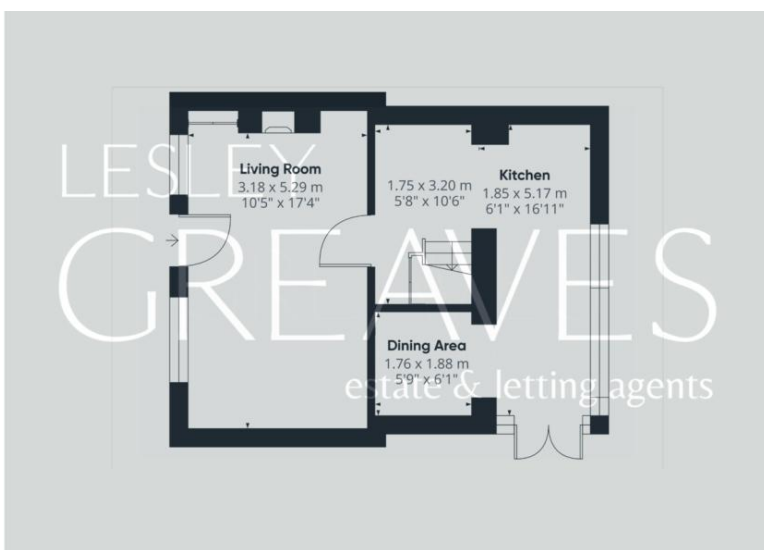 LESLEY
GREAVES
estate & letting agents
Living Room
3.18 x 5.29 m
10'5" x 17'4"
1.75 x 3.20 m
5'8" x 10'6"
Kitchen
1.85 x 5.17 m
6'1" x 16'11"
Dining Area
1.76 x 1.88 m
5'9" x 6'1"